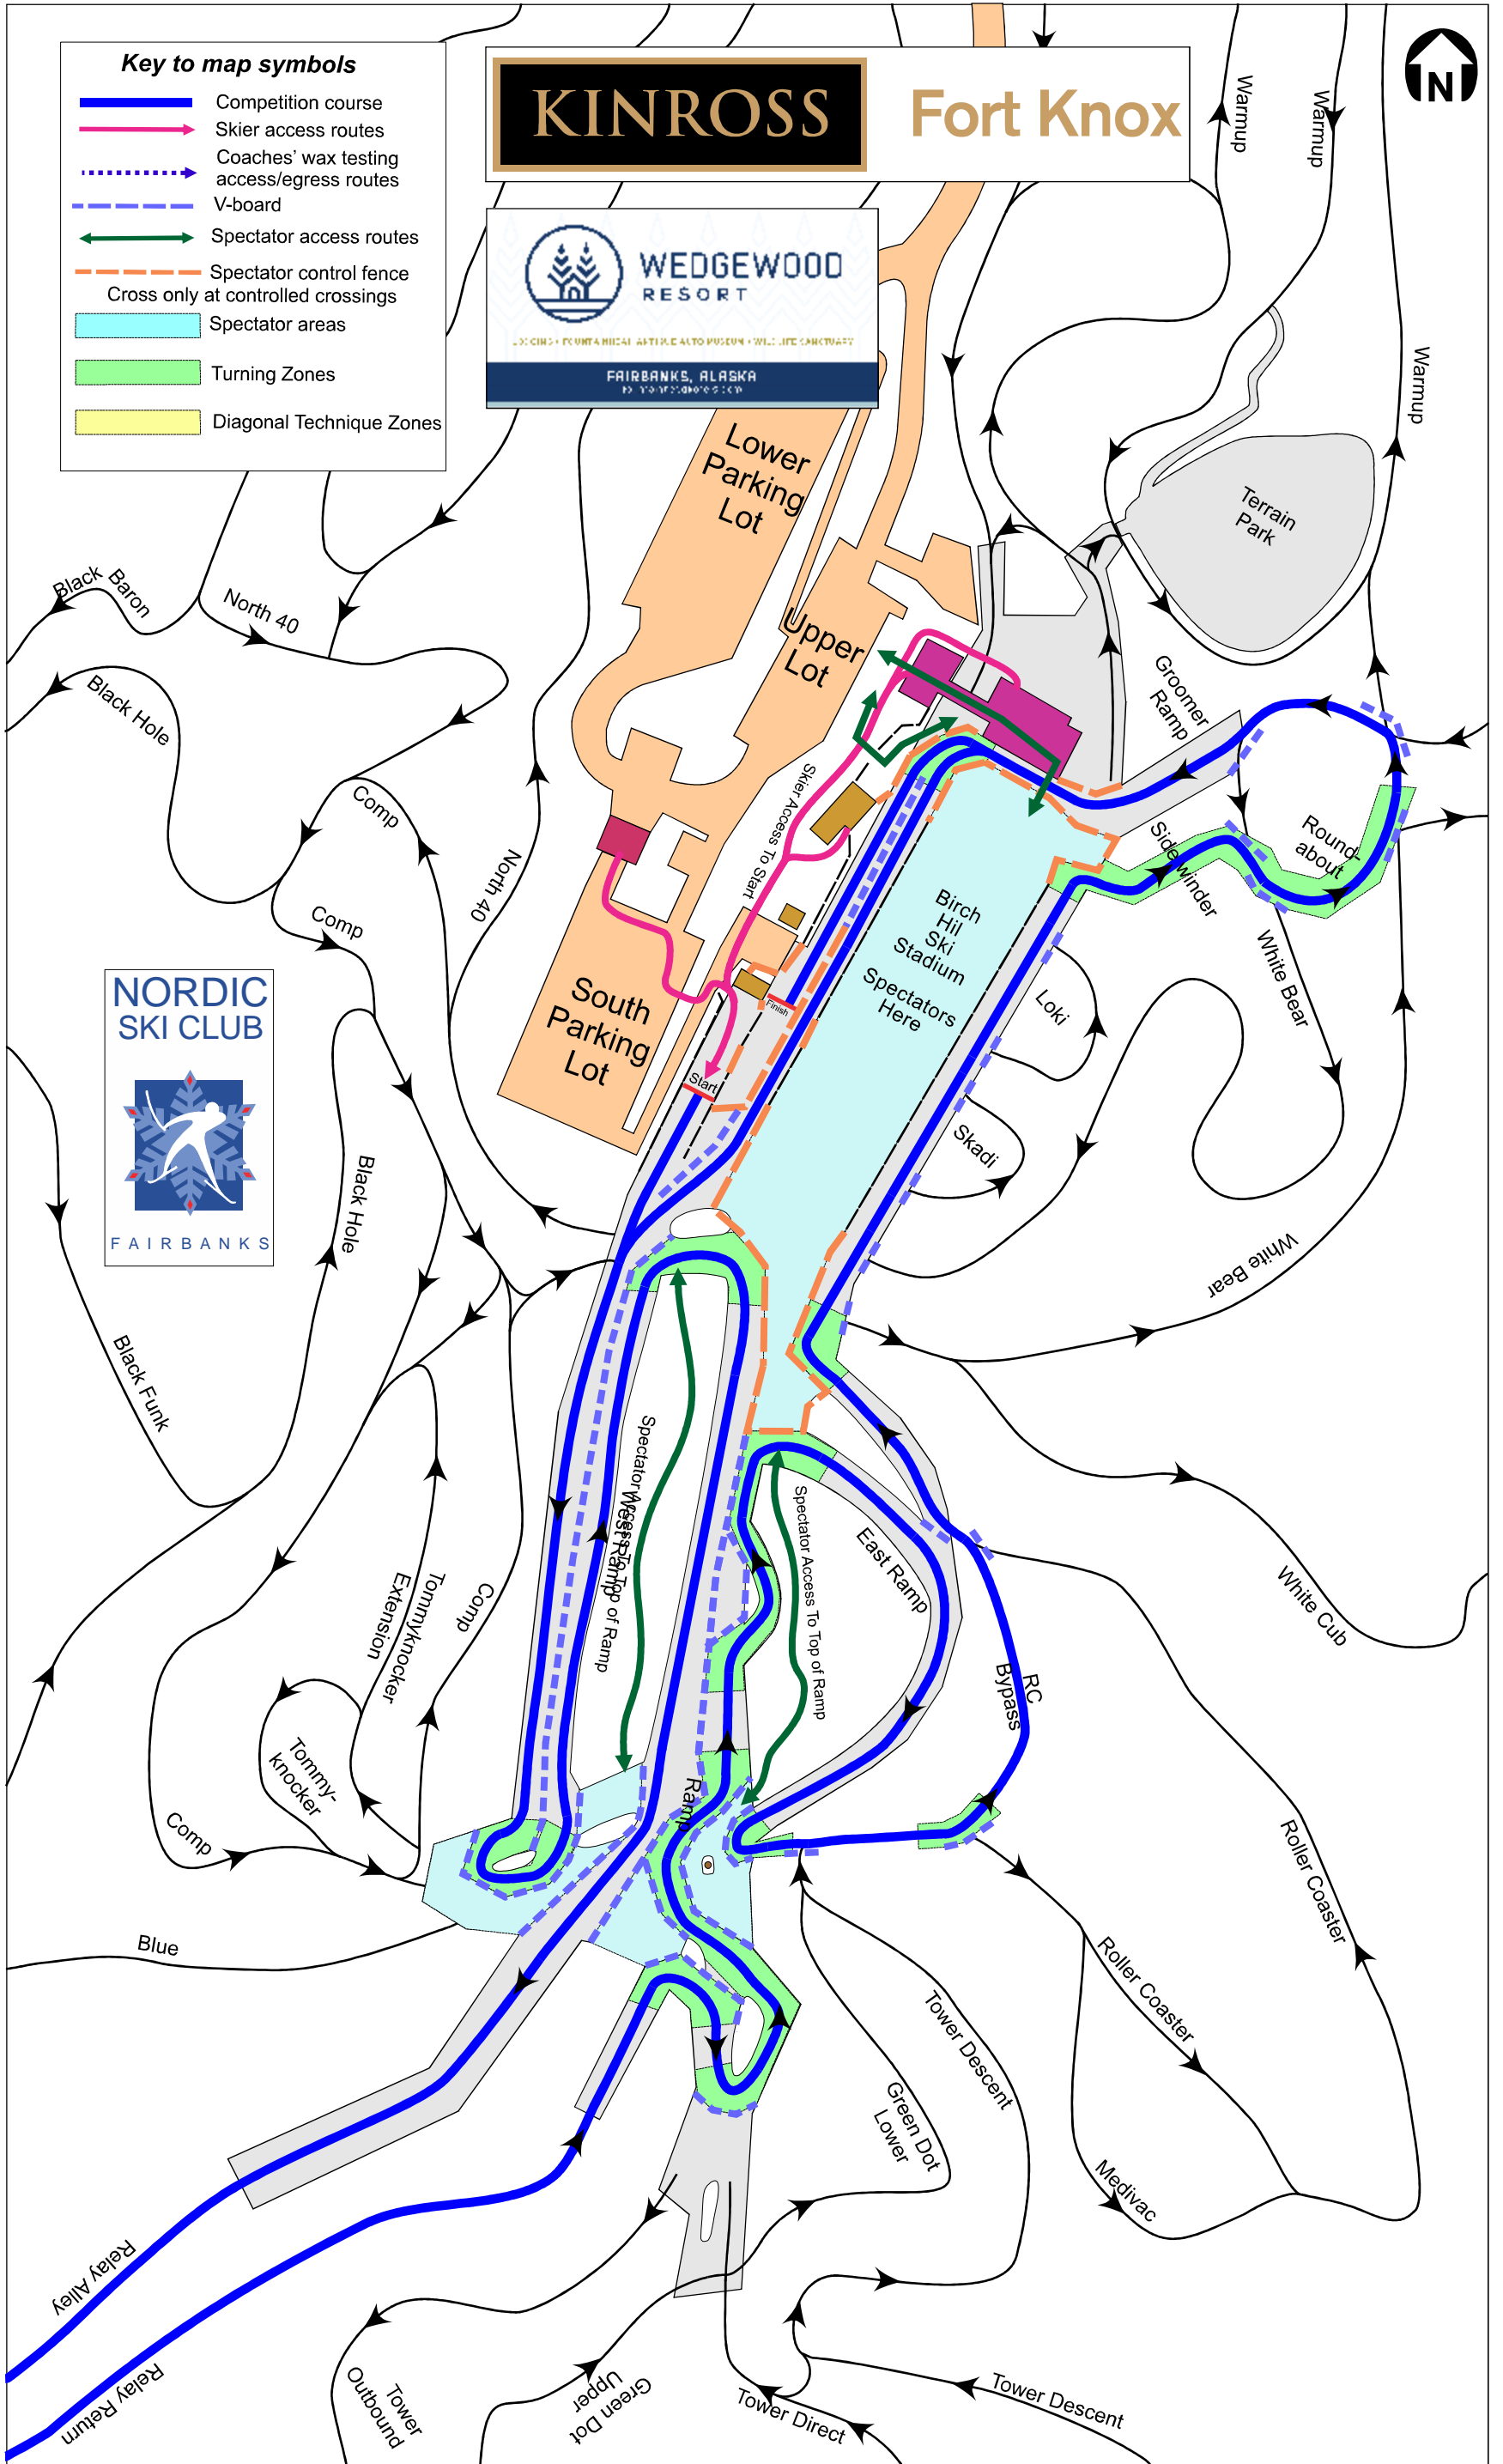 Key to map symbols
Competition course
Skier access routes
Coaches' wax testing
access/egress routes
V-board
Spectator access routes
Spectator control fence
Cross only at controlled crossings
Spectator areas
Turning Zones
Diagonal Technique Zones
KINROSS
Fort Knox
N
WEDGEWOOD
RESORT
FAIRBANKS, ALASKA
Warmup
Warmup
Warmup
Lower
Parking
Lot
Terrain
Park
Black Baron
North 40
Upper
Lot
Groomer
Ramp
Black Hole
Comp
Skier Access To Start
Sidewinder
Round-
about
North 40
Comp
Birch
Hil
Ski
Stadium
Spectators
Here
White Bear
NORDIC
SKI CLUB
FAIRBANKS
South
Parking
Lot
Finish
Start
Loki
Skadi
Black Hole
White Bear
Black Funk
Spectator Access To Top of Ramp
West Ramp
Spectator Access To Top of Ramp
East Ramp
White Cub
Tommyknocker
Extension
Comp
RC
Bypass
Tommy-
knocker
Ramp
Comp
Roller Coaster
Blue
Roller Coaster
Tower Descent
Green Dot
Lower
Medivac
Relay Alley
Relay Return
Tower
Outbound
Green Dot
Upper
Tower Direct
Tower Descent